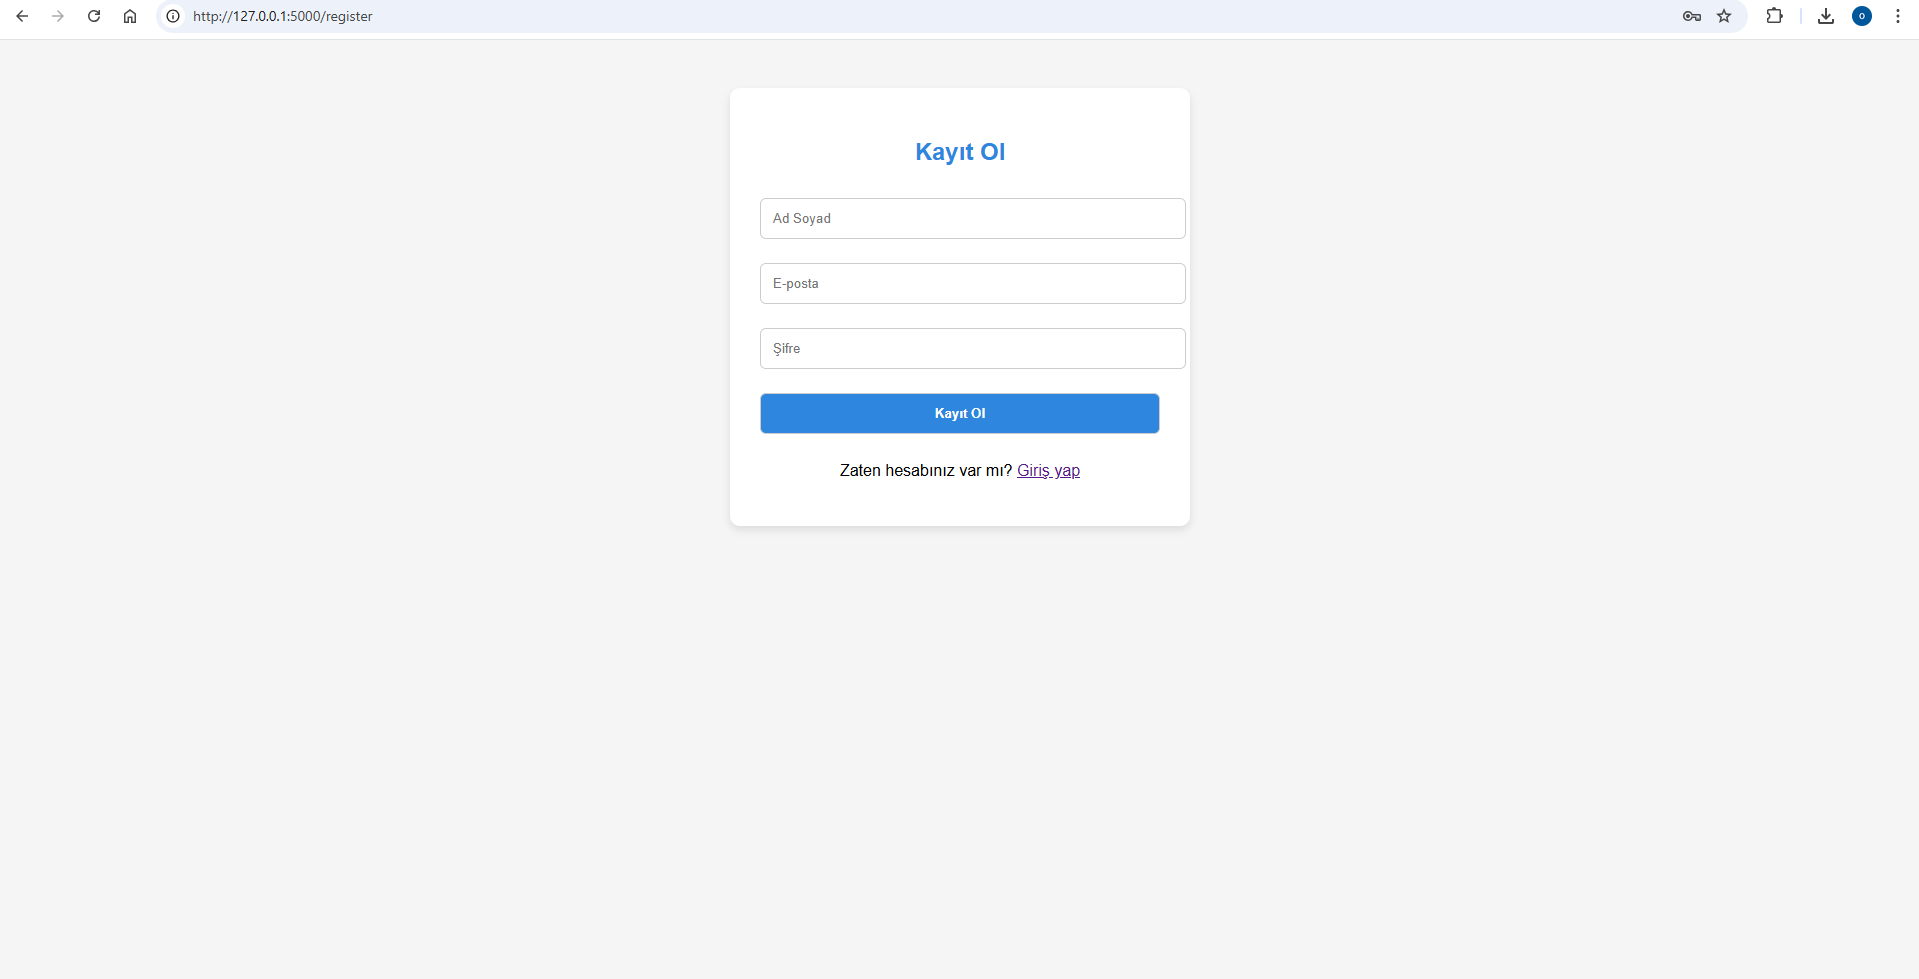 http://127.0.0.1:5000/register
o
Kayıt Ol
Ad Soyad
E-posta
Şifre
Kayıt Ol
Zaten hesabınız var mı? Giriş yap